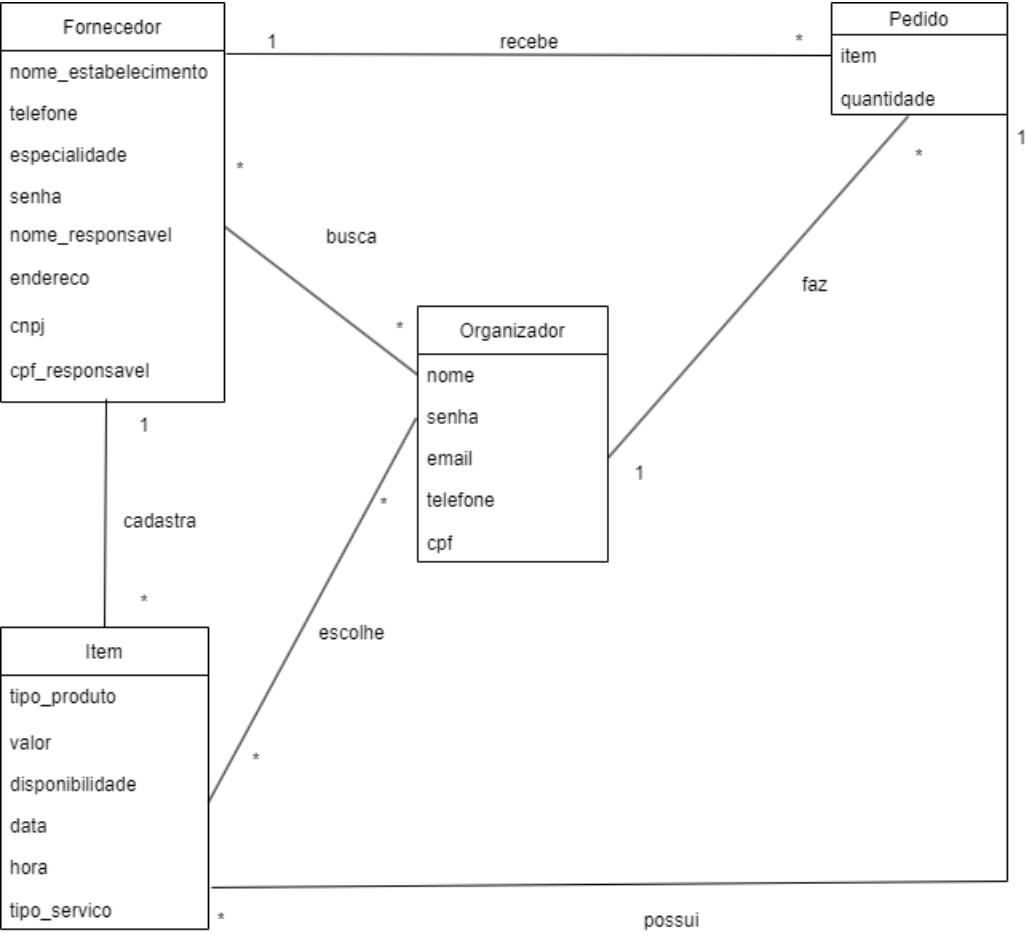 Fornecedor
nome_estabelecimento
telefone
especialidade
senha
nome_responsavel
endereco
cnpj
cpf_responsavel
1
recebe
*
Pedido
item
quantidade
1
*
*
busca
*
faz
Organizador
nome
senha
email
telefone
cpf
1
1
cadastra
*
*
escolhe
*
Item
tipo_produto
valor
disponibilidade
data
hora
tipo_servico
*
possui